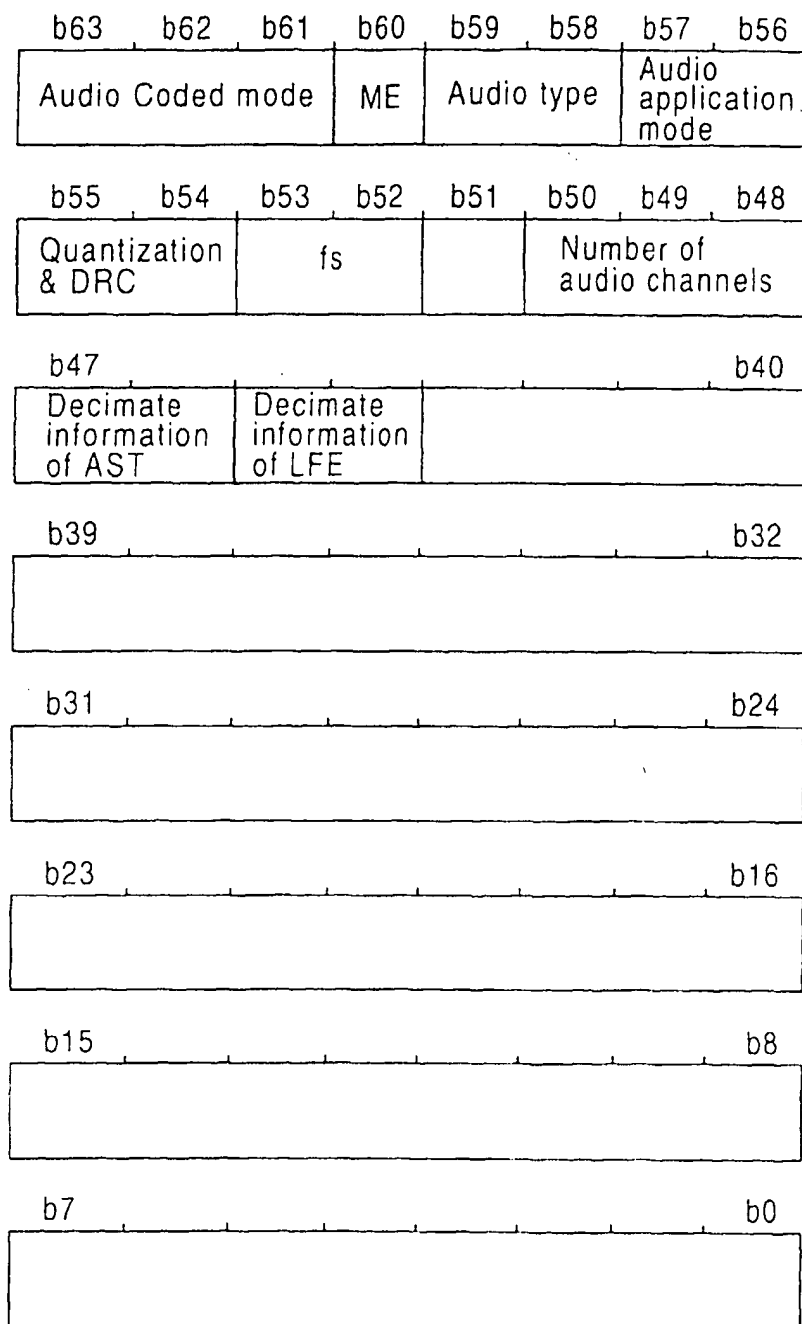 b63 b62 b61 b60 b59 b58 b57 b56
Audio Coded mode ME Audio type Audio application mode
b55 b54 b53 b52 b51 b50 b49 b48
Quantization & DRC fs Number of audio channels
b47 b40
Decimate information of AST Decimate information of LFE
b39 b32
b31 b24
b23 b16
b15 b8
b7 b0